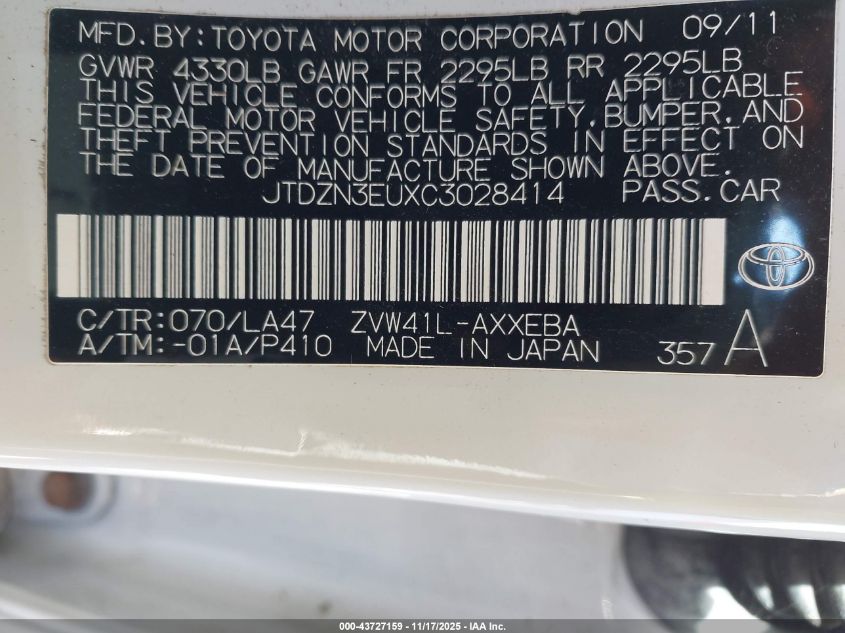 MFD. BY: TOYOTA MOTOR CORPORATION 09/11
GVWR 4330LB GAWR FR 2295LB RR 2295LB
THIS VEHICLE CONFORMS TO ALL APPLICABLE
FEDERAL MOTOR VEHICLE SAFETY, BUMPER, AND
THEFT PREVENTION STANDARDS IN EFFECT ON
THE DATE OF MANUFACTURE SHOWN ABOVE.
JTDZN3EUXC3028414 PASS. CAR
C/TR: 070/LA47 ZVW41L-AXXEBA
A/TM: -01A/P410 MADE IN JAPAN 357 A
000-43727159 - 11/17/2025 - IAA Inc.